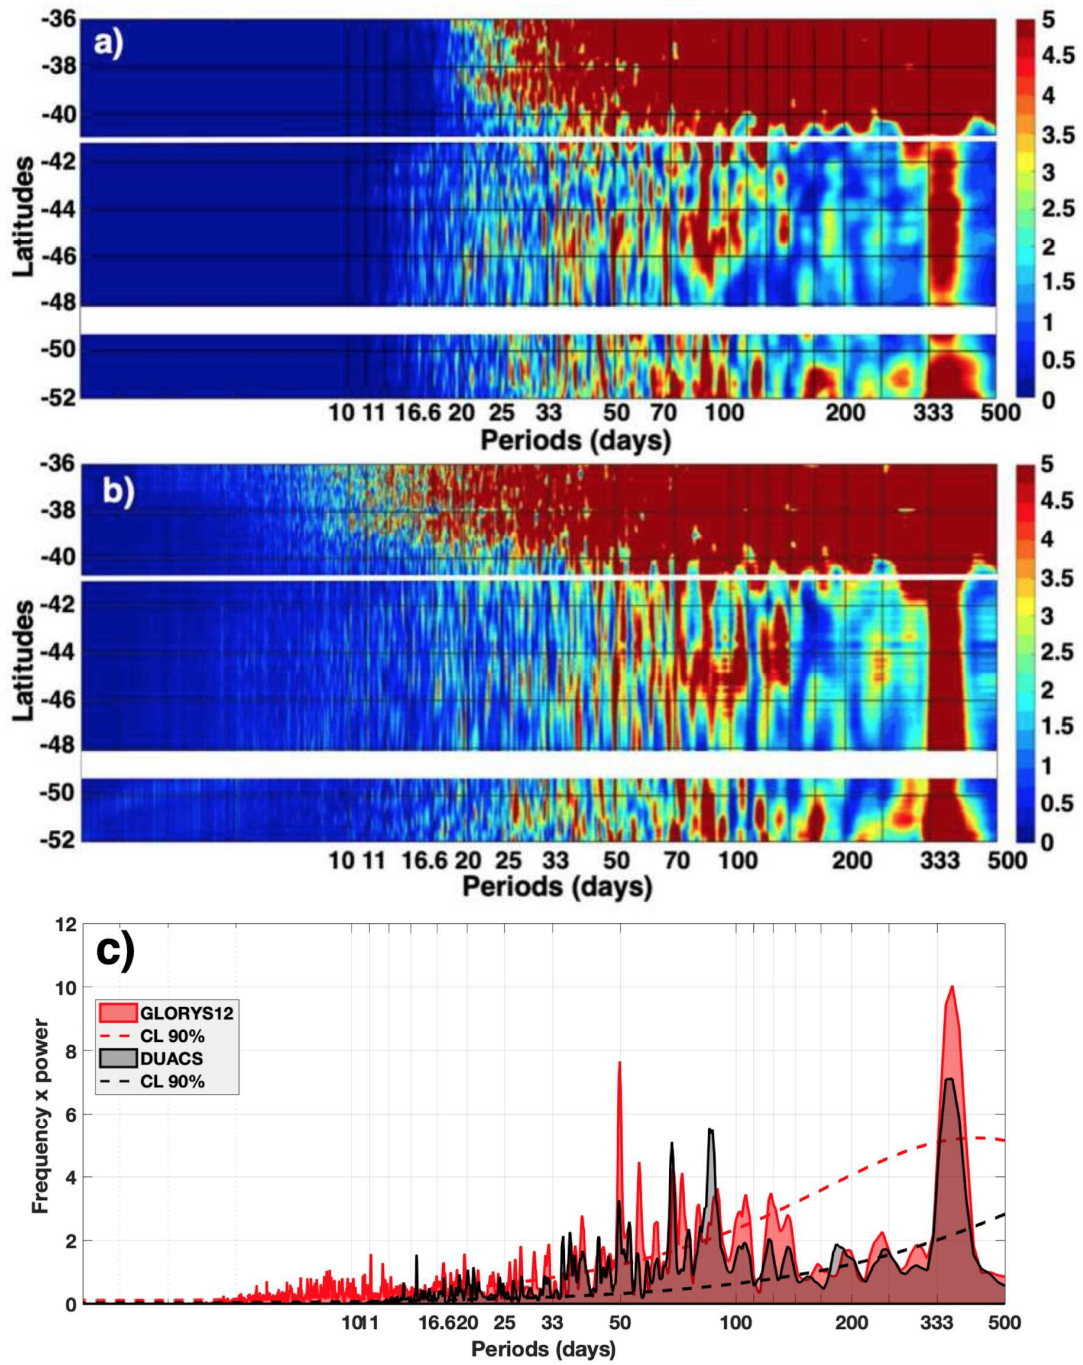 a)
Latitudes
-36
-38
-40
-42
-44
-46
-48
-50
-52
10 11 16.6 20 25 33 50 70 100 200 333 500
Periods (days)
5
4.5
4
3.5
3
2.5
2
1.5
1
0.5
0
b)
Latitudes
-36
-38
-40
-42
-44
-46
-48
-50
-52
10 11 16.6 20 25 33 50 70 100 200 333 500
Periods (days)
5
4.5
4
3.5
3
2.5
2
1.5
1
0.5
0
c)
Frequency x power
12
10
8
6
4
2
0
GLORYS12
CL 90%
DUACS
CL 90%
1011 16.620 25 33 50 100 200 333 500
Periods (days)